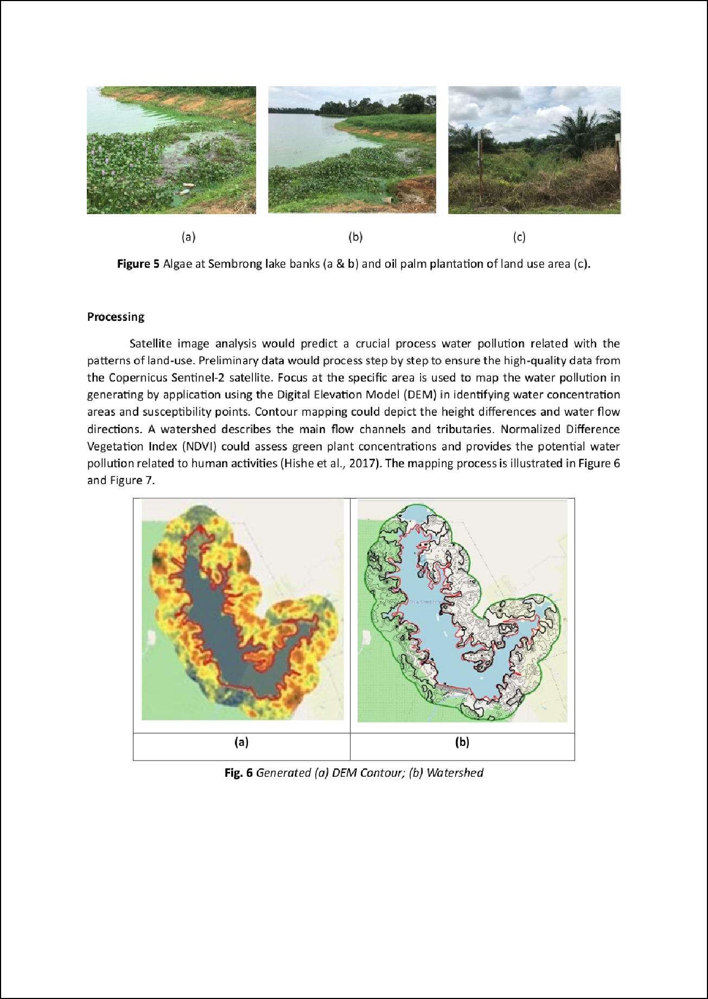 (a)
(b)
(c)
Figure 5 Algae at Sembrong lake banks (a & b) and oil palm plantation of land use area (c).
Processing
Satellite image analysis would predict a crucial process water pollution related with the
patterns of land-use. Preliminary data would process step by step to ensure the high-quality data from
the Copernicus Sentinel-2 satellite. Focus at the specific area is used to map the water pollution in
generating by application using the Digital Elevation Model (DEM) in identifying water concentration
areas and susceptibility points. Contour mapping could depict the height differences and water flow
directions. A watershed describes the main flow channels and tributaries. Normalized Difference
Vegetation Index (NDVI) could assess green plant concentrations and provides the potential water
pollution related to human activities (Hishe et al., 2017). The mapping process is illustrated in Figure 6
and Figure 7.
(a)
(b)
Fig. 6 Generated (a) DEM Contour; (b) Watershed